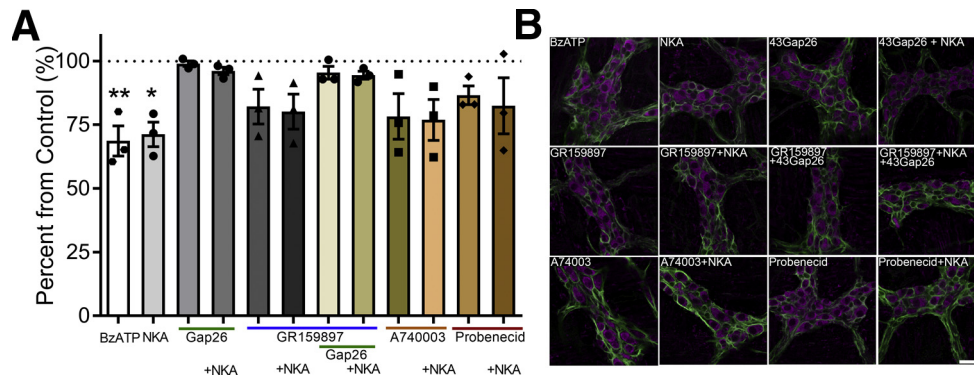 A
Percent from Control (%)
100
75
50
25
0
** *
BzATP NKA Gap26 GR159897 A740003 Probenecid
Gap26
+NKA +NKA +NKA +NKA +NKA
B
BzATP NKA 43Gap26 43Gap26 + NKA
GR159897 GR159897+NKA GR159897 GR159897+NKA
+43Gap26 +43Gap26
A74003 A74003+NKA Probenecid Probenecid+NKA